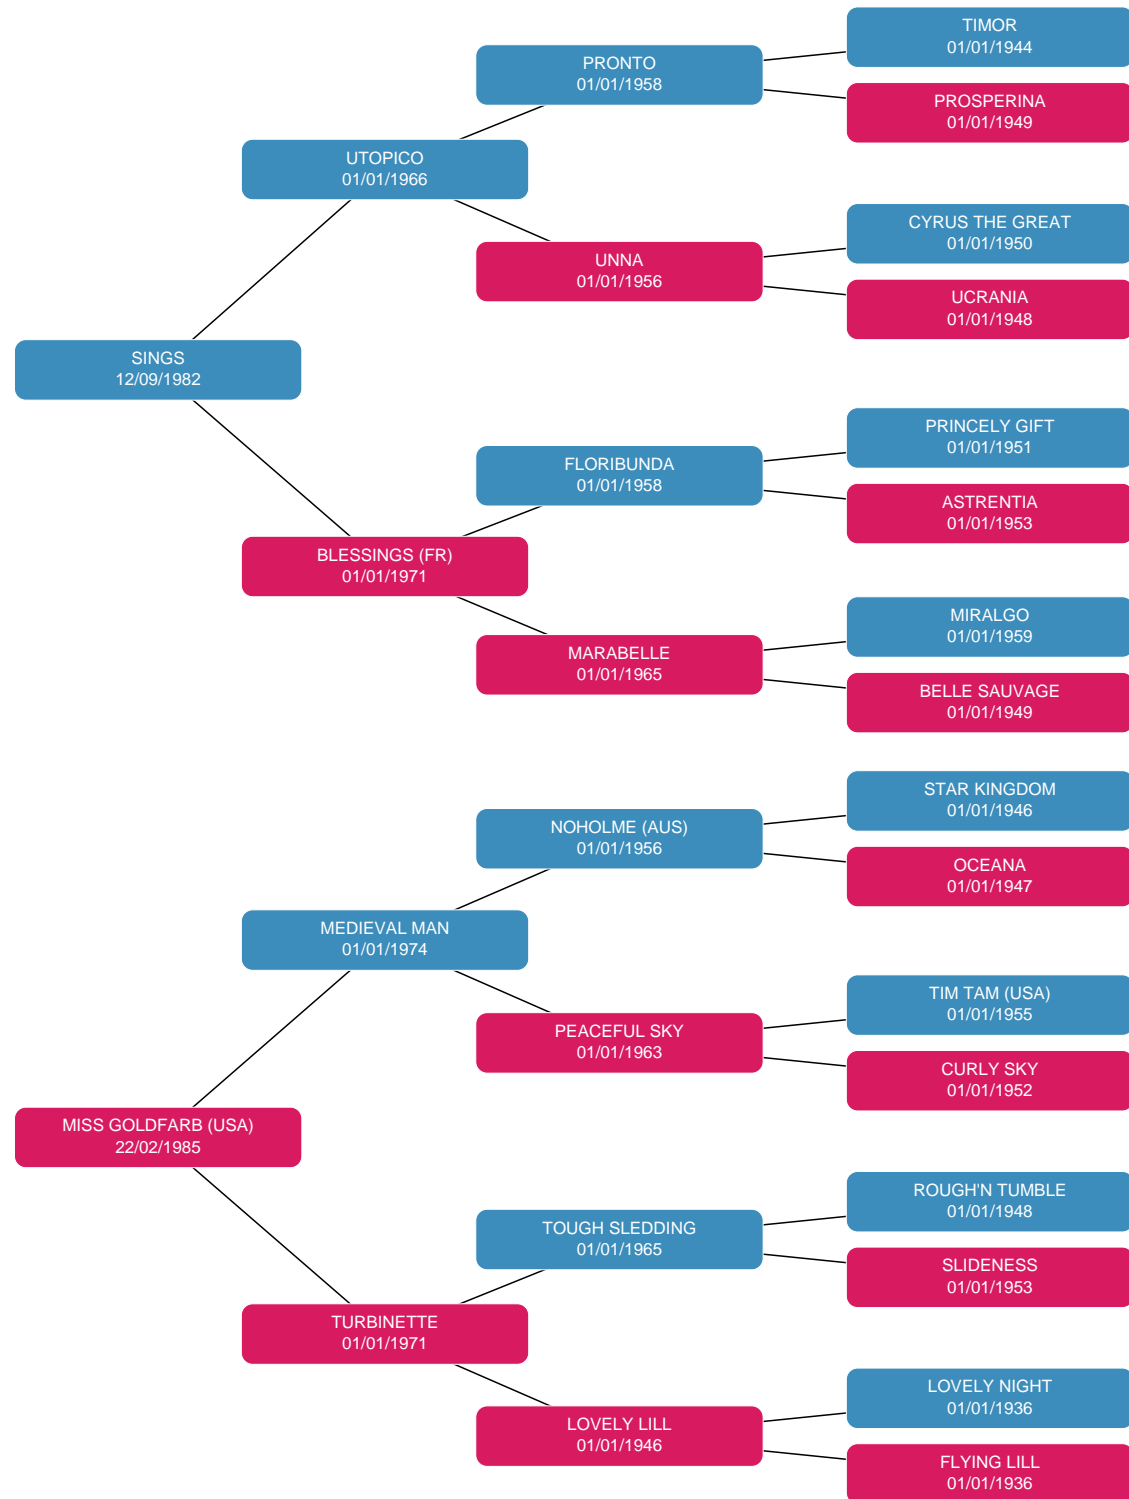 TIMOR
01/01/1944
PRONTO
01/01/1958
PROSPERINA
01/01/1949
UTOPICO
01/01/1966
CYRUS THE GREAT
01/01/1950
UNNA
01/01/1956
UCRANIA
01/01/1948
SINGS
12/09/1982
PRINCELY GIFT
01/01/1951
FLORIBUNDA
01/01/1958
ASTRENTIA
01/01/1953
BLESSINGS (FR)
01/01/1971
MIRALGO
01/01/1959
MARABELLE
01/01/1965
BELLE SAUVAGE
01/01/1949
STAR KINGDOM
01/01/1946
NOHOLME (AUS)
01/01/1956
OCEANA
01/01/1947
MEDIEVAL MAN
01/01/1974
TIM TAM (USA)
01/01/1955
PEACEFUL SKY
01/01/1963
CURLY SKY
01/01/1952
MISS GOLDFARB (USA)
22/02/1985
ROUGH'N TUMBLE
01/01/1948
TOUGH SLEDDING
01/01/1965
SLIDENESS
01/01/1953
TURBINETTE
01/01/1971
LOVELY NIGHT
01/01/1936
LOVELY LILL
01/01/1946
FLYING LILL
01/01/1936